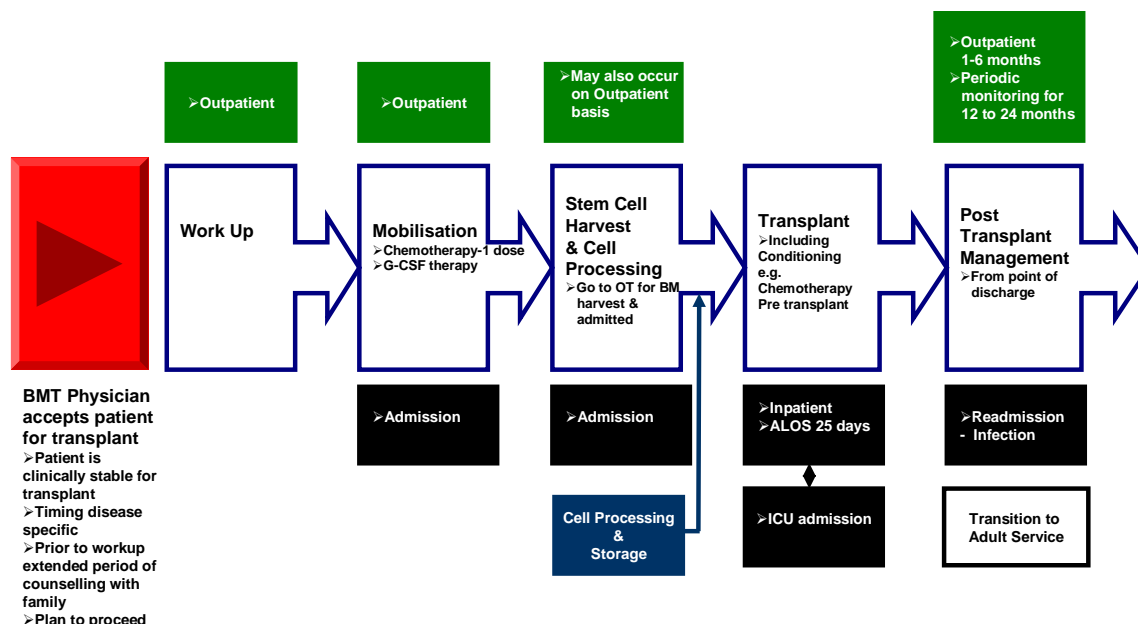 ➢Outpatient
➢Outpatient
➢May also occur
on Outpatient
basis
➢Outpatient
1-6 months
➢Periodic
monitoring for
12 to 24 months
Work Up
Mobilisation
➢Chemotherapy-1 dose
➢G-CSF therapy
Stem Cell
Harvest
& Cell
Processing
➢Go to OT for BM
harvest &
admitted
Transplant
➢Including
Conditioning
e.g.
Chemotherapy
Pre transplant
Post
Transplant
Management
➢From point of
discharge
BMT Physician
accepts patient
for transplant
➢Patient is
clinically stable for
transplant
➢Timing disease
specific
➢Prior to workup
extended period of
counselling with
family
➢Plan to proceed
➢Admission
➢Admission
➢Inpatient
➢ALOS 25 days
➢Readmission
- Infection
Cell Processing
&
Storage
➢ICU admission
Transition to
Adult Service